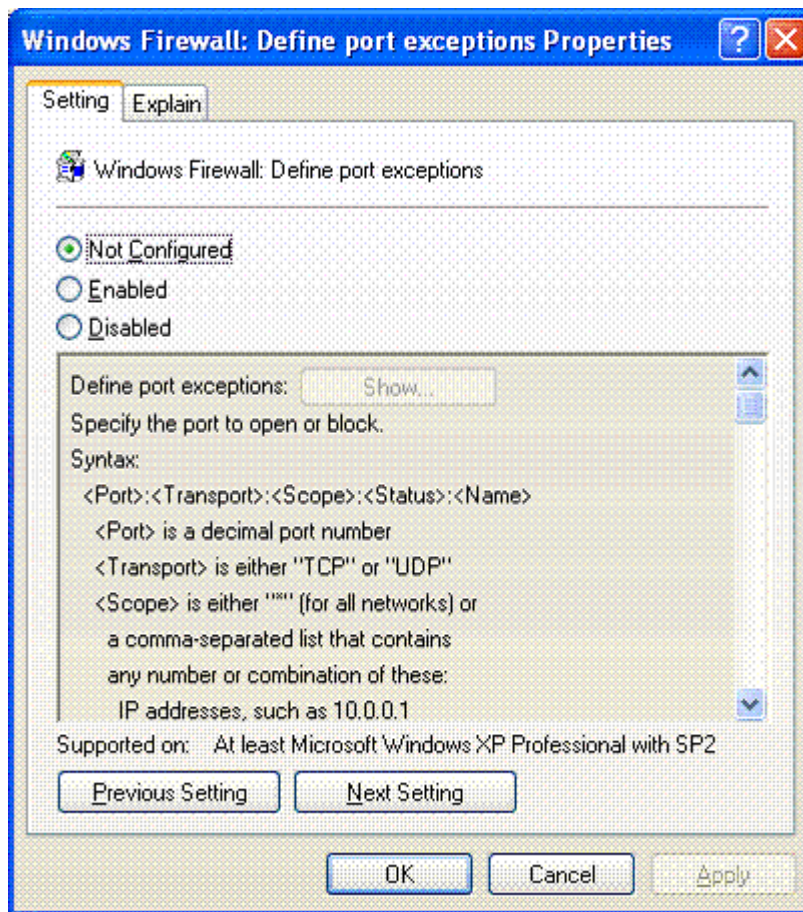 Windows Firewall: Define port exceptions Properties
Setting
Explain
Windows Firewall: Define port exceptions
Not Configured
Enabled
Disabled
Define port exceptions: Show...
Specify the port to open or block.
Syntax:
<Port>:<Transport>:<Scope>:<Status>:<Name>
<Port> is a decimal port number
<Transport> is either "TCP" or "UDP"
<Scope> is either "*" (for all networks) or
a comma-separated list that contains
any number or combination of these:
IP addresses, such as 10.0.0.1
Supported on: At least Microsoft Windows XP Professional with SP2
Previous Setting
Next Setting
OK
Cancel
Apply